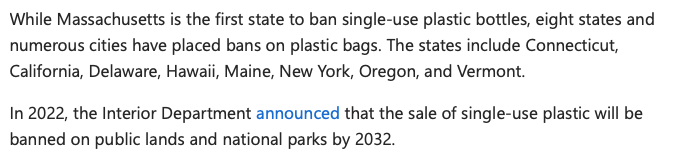 While Massachusetts is the first state to ban single-use plastic bottles, eight states and
numerous cities have placed bans on plastic bags. The states include Connecticut,
California, Delaware, Hawaii, Maine, New York, Oregon, and Vermont.
In 2022, the Interior Department announced that the sale of single-use plastic will be
banned on public lands and national parks by 2032.